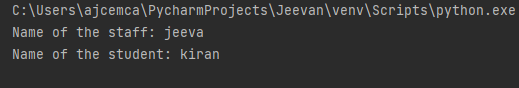 C:\Users\ajcemca\PycharmProjects\Jeevan\venv\Scripts\python.exe
Name of the staff: jeeva
Name of the student: kiran